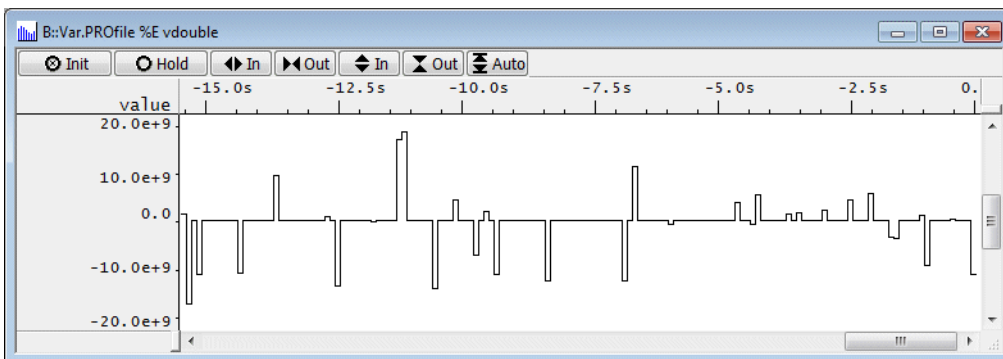 B::Var.PROfile %E vdouble
Init Hold In Out In Out Auto
-15.0s -12.5s -10.0s -7.5s -5.0s -2.5s 0.
value
20.0e+9
10.0e+9
0.0
-10.0e+9
-20.0e+9